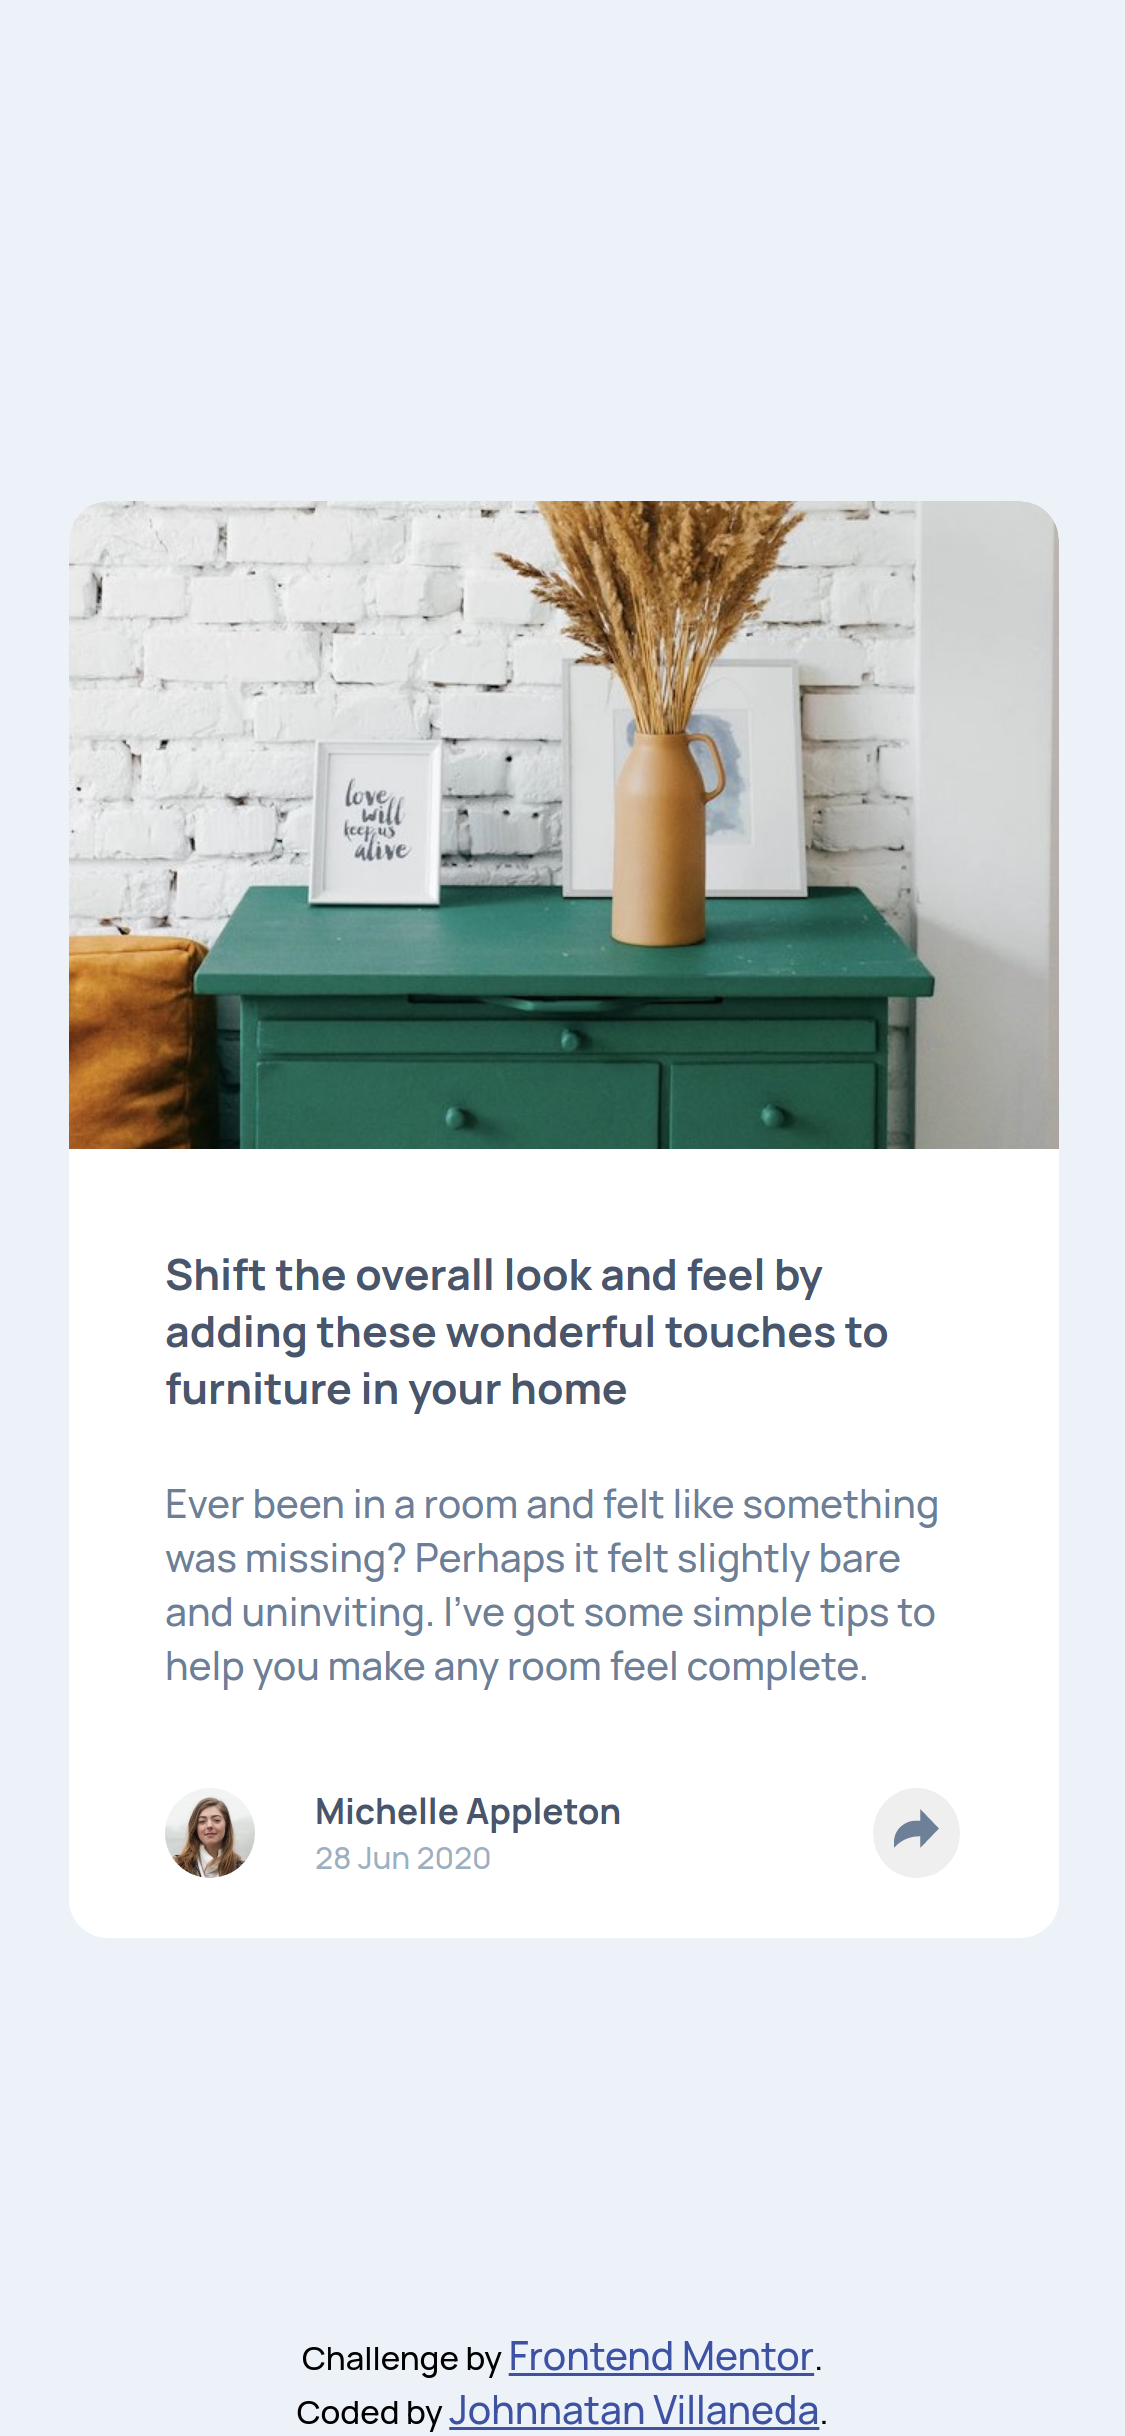 love
will
keep us
alive
Shift the overall look and feel by
adding these wonderful touches to
furniture in your home
Ever been in a room and felt like something
was missing? Perhaps it felt slightly bare
and uninviting. I’ve got some simple tips to
help you make any room feel complete.
Michelle Appleton
28 Jun 2020
Challenge by Frontend Mentor.
Coded by Johnnatan Villaneda.